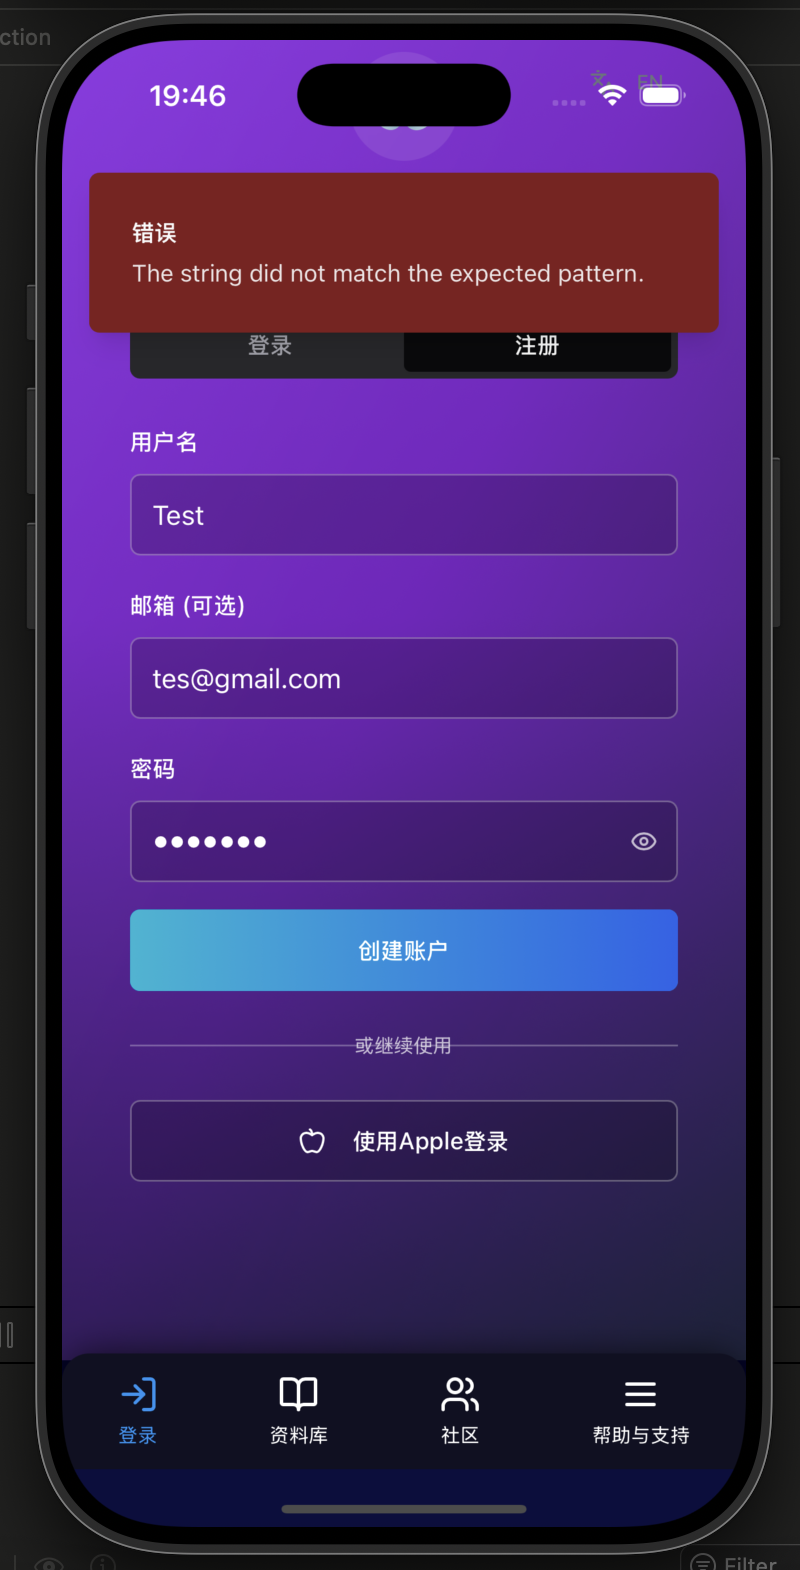 ction
19:46
EN
错误
The string did not match the expected pattern.
登录
注册
用户名
Test
邮箱 (可选)
tes@gmail.com
密码
创建账户
或继续使用
使用Apple登录
登录
资料库
社区
帮助与支持
Filter